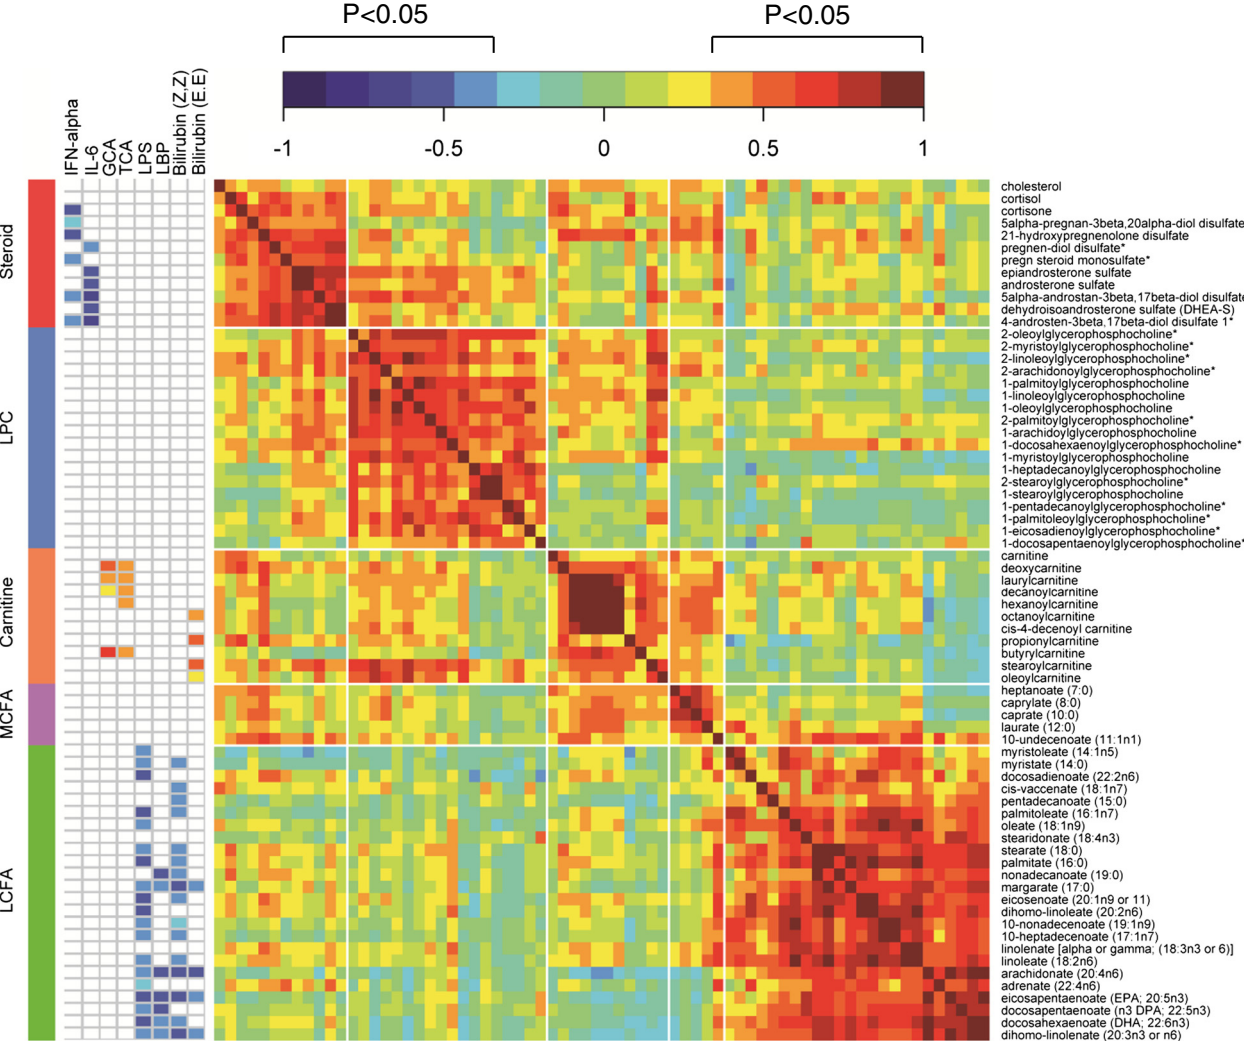 P<0.05 P<0.05
-1 -0.5 0 0.5 1
IFN-alpha
IL-6
GCA
TCA
LPS
LBP
Bilirubin (Z,Z)
Bilirubin (E.E)
Steroid
LPC
Carnitine
MCFA
LCFA
cholesterol
cortisol
cortisone
5alpha-pregnan-3beta,20alpha-diol disulfate
21-hydroxypregnenolone disulfate
pregnen-diol disulfate*
pregn steroid monosulfate*
epiandrosterone sulfate
androsterone sulfate
5alpha-androstan-3beta,17beta-diol disulfate
dehydroisoandrosterone sulfate (DHEA-S)
4-androsten-3beta,17beta-diol disulfate 1*
2-oleoylglycerophosphocholine*
2-myristoylglycerophosphocholine*
2-linoleoylglycerophosphocholine*
2-arachidonoylglycerophosphocholine*
1-palmitoylglycerophosphocholine
1-linoleoylglycerophosphocholine
1-oleoylglycerophosphocholine
2-palmitoylglycerophosphocholine*
1-arachidoylglycerophosphocholine
1-docosahexaenoylglycerophosphocholine*
1-myristoylglycerophosphocholine
1-heptadecanoylglycerophosphocholine
2-stearoylglycerophosphocholine*
1-stearoylglycerophosphocholine
1-pentadecanoylglycerophosphocholine*
1-palmitoleoylglycerophosphocholine*
1-eicosadienoylglycerophosphocholine*
1-docosapentaenoylglycerophosphocholine*
carnitine
deoxycarnitine
laurylcarnitine
decanoylcarnitine
hexanoylcarnitine
octanoylcarnitine
cis-4-decenoyl carnitine
propionylcarnitine
butyrylcarnitine
stearoylcarnitine
oleoylcarnitine
heptanoate (7:0)
caprylate (8:0)
caprate (10:0)
laurate (12:0)
10-undecenoate (11:1n1)
myristoleate (14:1n5)
myristate (14:0)
docosadienoate (22:2n6)
cis-vaccenate (18:1n7)
pentadecanoate (15:0)
palmitoleate (16:1n7)
oleate (18:1n9)
stearidonate (18:4n3)
stearate (18:0)
palmitate (16:0)
nonadecanoate (19:0)
margarate (17:0)
eicosenoate (20:1n9 or 11)
dihomo-linoleate (20:2n6)
10-nonadecenoate (19:1n9)
10-heptadecenoate (17:1n7)
linolenate [alpha or gamma; (18:3n3 or 6)]
linoleate (18:2n6)
arachidonate (20:4n6)
adrenate (22:4n6)
eicosapentaenoate (EPA; 20:5n3)
docosapentaenoate (n3 DPA; 22:5n3)
docosahexaenoate (DHA; 22:6n3)
dihomo-linolenate (20:3n3 or n6)